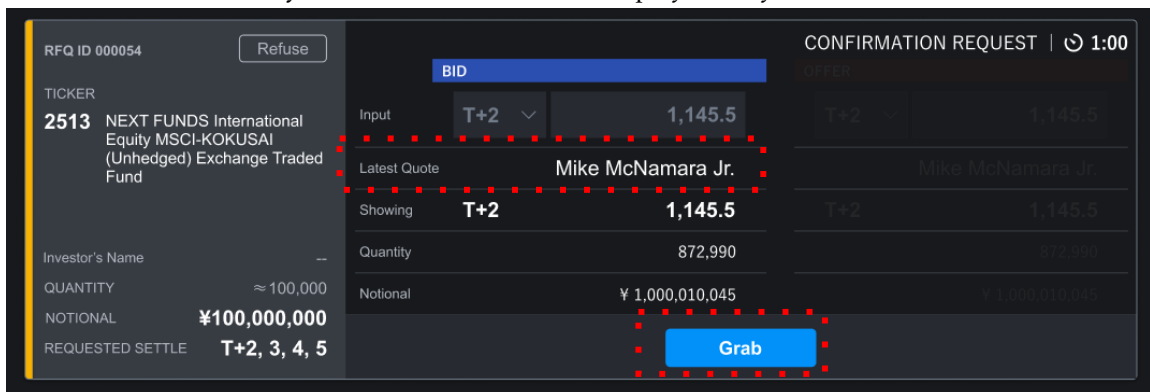 RFQ ID 000054
Refuse
TICKER
2513 NEXT FUNDS International
Equity MSCI-KOKUSAI
(Unhedged) Exchange Traded
Fund
Investor's Name --
QUANTITY ≈100,000
NOTIONAL ¥100,000,000
REQUESTED SETTLE T+2, 3, 4, 5
CONFIRMATION REQUEST | 1:00
BID
Input T+2 1,145.5
Latest Quote Mike McNamara Jr.
Showing T+2 1,145.5
Quantity 872,990
Notional ¥ 1,000,010,045
OFFER
T+2 1,145.5
Mike McNamara Jr.
T+2 1,145.5
872,990
¥ 1,000,010,045
Grab